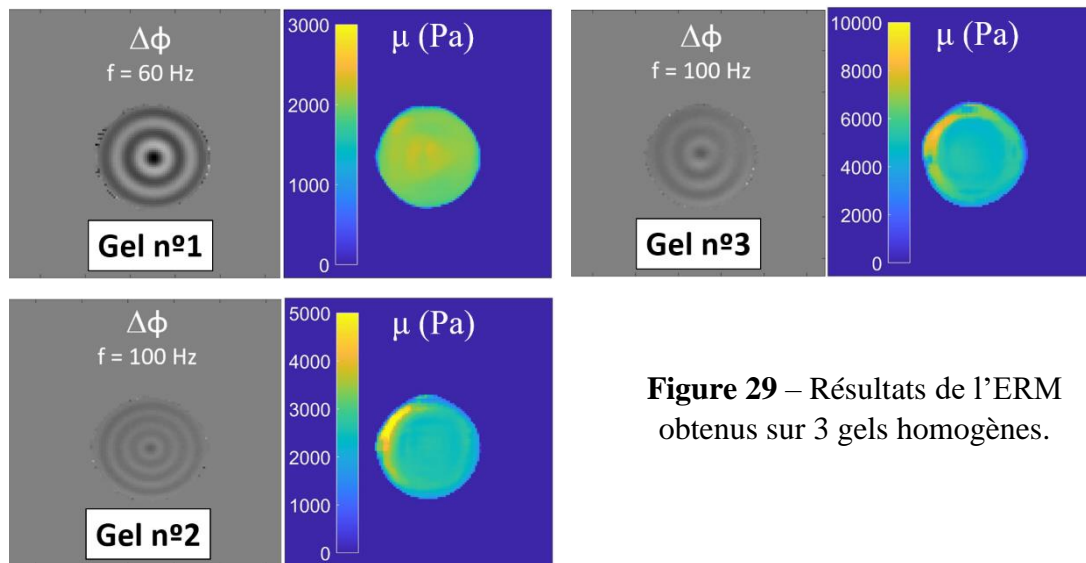 Δϕ
f = 60 Hz
Gel nº1
3000
2000
1000
0
μ (Pa)
Δϕ
f = 100 Hz
Gel nº3
10000
8000
6000
4000
2000
0
μ (Pa)
Δϕ
f = 100 Hz
Gel nº2
5000
4000
3000
2000
1000
0
μ (Pa)
Figure 29 – Résultats de l’ERM
obtenus sur 3 gels homogènes.